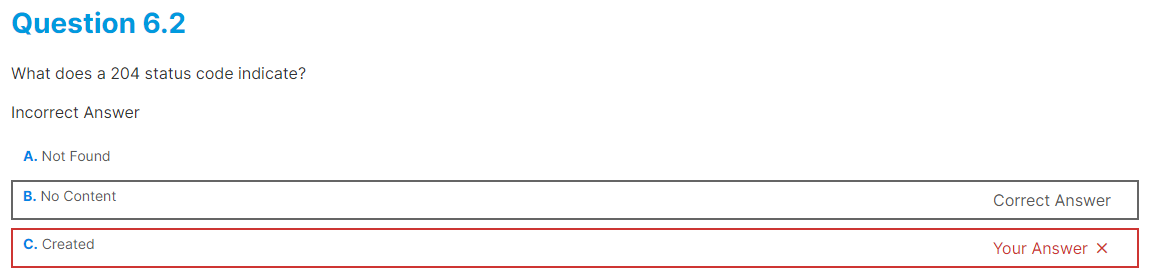 Question 6.2
What does a 204 status code indicate?
Incorrect Answer
A. Not Found
B. No Content Correct Answer
C. Created Your Answer ×